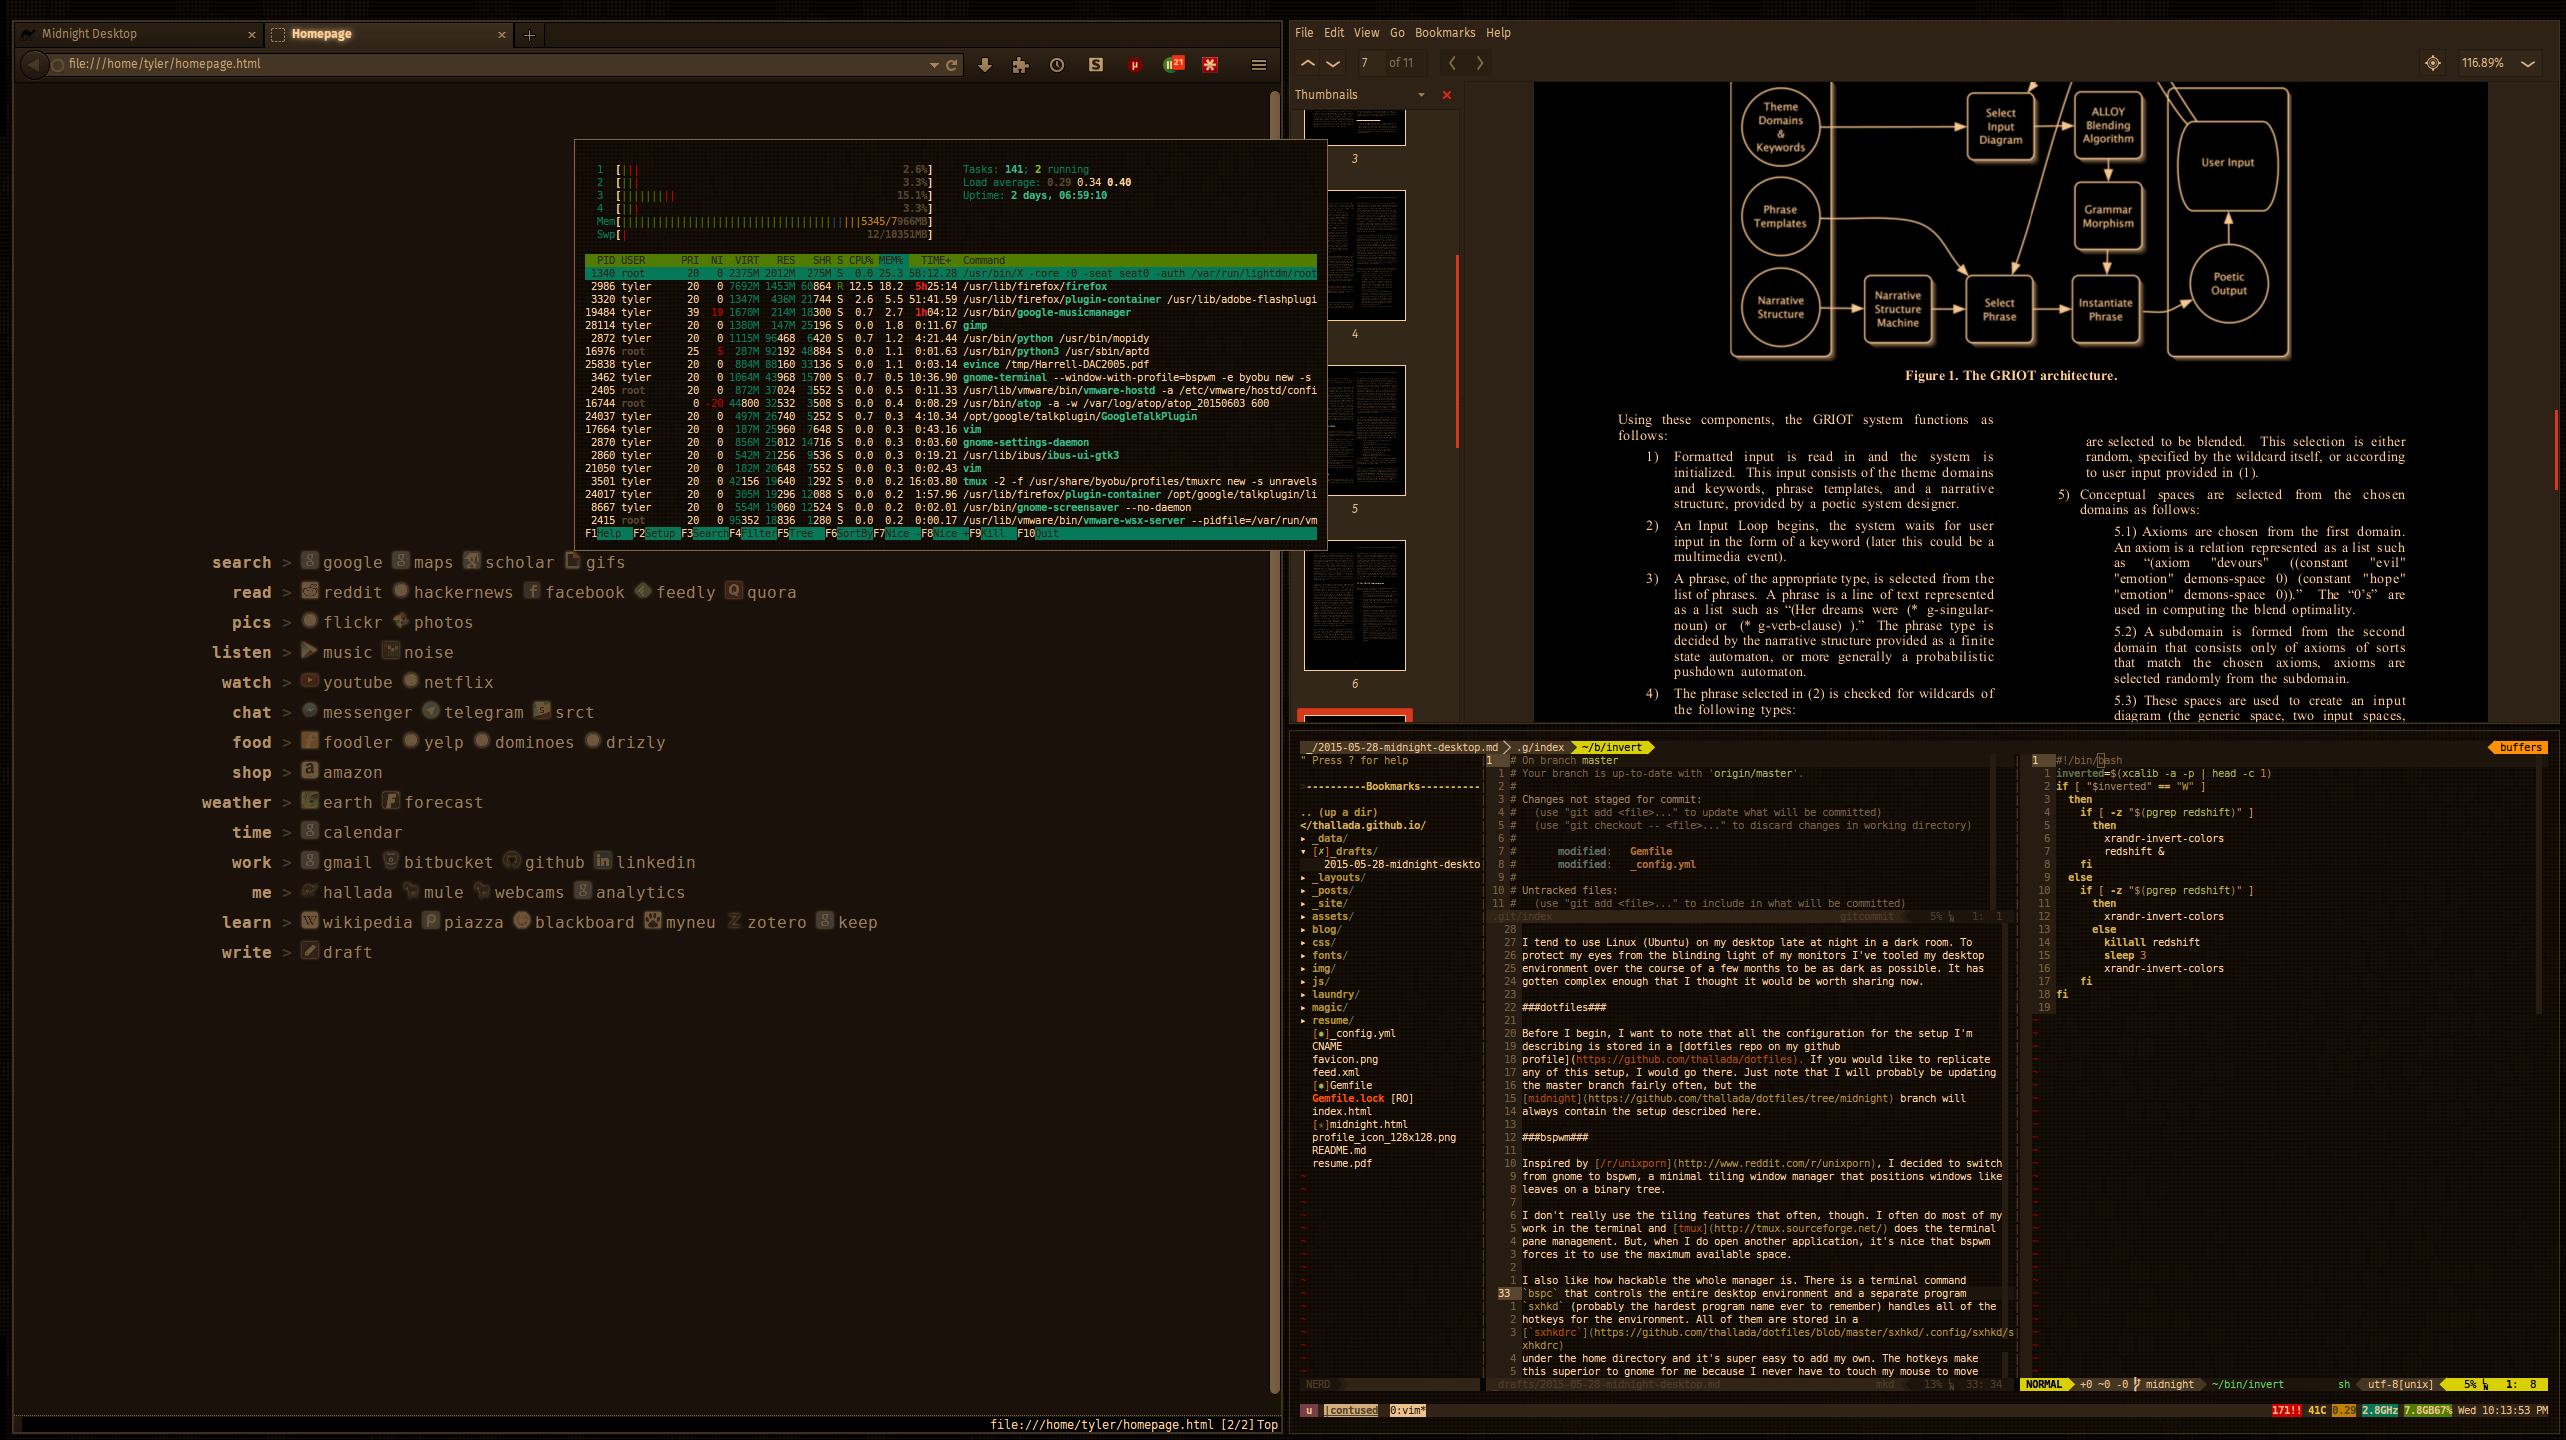 Midnight Desktop
Homepage
file:///home/tyler/homepage.html
21
search > google maps scholar gifs
read > reddit hackernews facebook feedly quora
pics > flickr photos
listen > music noise
watch > youtube netflix
chat > messenger telegram srct
food > foodler yelp dominoes drizly
shop > amazon
weather > earth forecast
time > calendar
work > gmail bitbucket github linkedin
me > hallada mule webcams analytics
learn > wikipedia piazza blackboard myneu zotero keep
write > draft
file:///home/tyler/homepage.html [2/2] Top
1 [||| 2.6%]
2 [||| 3.3%]
3 [||||||||| 15.1%]
4 [||| 3.3%]
Mem[ 5345/7966MB]
Swp[| 12/10351MB]
Tasks: 141; 2 running
Load average: 0.29 0.34 0.40
Uptime: 2 days, 06:59:10
PID USER PRI NI VIRT RES SHR S CPU% MEM% TIME+ Command
1340 root 20 0 2375M 2012M 275M S 0.0 25.3 58:12.28 /usr/bin/X -core :0 -seat seat0 -auth /var/run/lightdm/root
2986 tyler 20 0 7692M 1453M 60864 R 12.5 18.2 5h25:14 /usr/lib/firefox/firefox
3320 tyler 20 0 1347M 436M 21744 S 2.6 5.5 51:41.59 /usr/lib/firefox/plugin-container /usr/lib/adobe-flashplugi
19484 tyler 39 19 1670M 214M 18300 S 0.7 2.7 1h04:12 /usr/bin/google-musicmanager
28114 tyler 20 0 1380M 147M 25196 S 0.0 1.8 0:11.67 gimp
2872 tyler 20 0 1115M 96468 6420 S 0.7 1.2 4:21.44 /usr/bin/python /usr/bin/mopidy
16976 root 25 5 287M 92192 48884 S 0.0 1.1 0:01.63 /usr/bin/python3 /usr/sbin/aptd
25838 tyler 20 0 884M 88160 33136 S 0.0 1.1 0:03.14 evince /tmp/Harrell-DAC2005.pdf
3462 tyler 20 0 1064M 43968 15700 S 0.7 0.5 10:36.90 gnome-terminal --window-with-profile=bspwm -e byobu new -s
2405 root 20 0 872M 37024 3552 S 0.0 0.5 0:11.33 /usr/lib/vmware/bin/vmware-hostd -a /etc/vmware/hostd/confi
16744 root 0 -20 44800 32532 3508 S 0.0 0.4 0:08.29 /usr/bin/atop -a -w /var/log/atop/atop_20150603 600
24037 tyler 20 0 497M 26740 5252 S 0.7 0.3 4:10.34 /opt/google/talkplugin/GoogleTalkPlugin
17664 tyler 20 0 187M 25960 7648 S 0.0 0.3 0:43.16 vim
2870 tyler 20 0 856M 25012 14716 S 0.0 0.3 0:03.60 gnome-settings-daemon
2860 tyler 20 0 542M 21256 9536 S 0.0 0.3 0:19.21 /usr/lib/ibus/ibus-ui-gtk3
21050 tyler 20 0 182M 20648 7552 S 0.0 0.3 0:02.43 vim
3501 tyler 20 0 42156 19640 1292 S 0.0 0.2 16:03.80 tmux -2 -f /usr/share/byobu/profiles/tmuxrc new -s unravels
24017 tyler 20 0 305M 19296 12088 S 0.0 0.2 1:57.96 /usr/lib/firefox/plugin-container /opt/google/talkplugin/li
8667 tyler 20 0 554M 19060 12524 S 0.0 0.2 0:02.01 /usr/bin/gnome-screensaver --no-daemon
2415 root 20 0 95352 18836 1280 S 0.0 0.2 0:00.17 /usr/lib/vmware/bin/vmware-wsx-server --pidfile=/var/run/vm
F1Help F2Setup F3SearchF4FilterF5Tree F6SortByF7Nice -F8Nice +F9Kill F10Quit
File Edit View Go Bookmarks Help
7 of 11
116.89%
Thumbnails
3
4
5
6
Theme Domains & Keywords
Select Input Diagram
ALLOY Blending Algorithm
User Input
Phrase Templates
Grammar Morphism
Narrative Structure
Narrative Structure Machine
Select Phrase
Instantiate Phrase
Poetic Output
Figure 1. The GRIOT architecture.
Using these components, the GRIOT system functions as
follows:
1) Formatted input is read in and the system is
initialized. This input consists of the theme domains
and keywords, phrase templates, and a narrative
structure, provided by a poetic system designer.
2) An Input Loop begins, the system waits for user
input in the form of a keyword (later this could be a
multimedia event).
3) A phrase, of the appropriate type, is selected from the
list of phrases. A phrase is a line of text represented
as a list such as “(Her dreams were (* g-singular-
noun) or (* g-verb-clause) ).” The phrase type is
decided by the narrative structure provided as a finite
state automaton, or more generally a probabilistic
pushdown automaton.
4) The phrase selected in (2) is checked for wildcards of
the following types:
are selected to be blended. This selection is either
random, specified by the wildcard itself, or according
to user input provided in (1).
5) Conceptual spaces are selected from the chosen
domains as follows:
5.1) Axioms are chosen from the first domain.
An axiom is a relation represented as a list such
as “(axiom "devours" ((constant "evil"
"emotion" demons-space 0) (constant "hope"
"emotion" demons-space 0)).” The “0’s” are
used in computing the blend optimality.
5.2) A subdomain is formed from the second
domain that consists only of axioms of sorts
that match the chosen axioms, axioms are
selected randomly from the subdomain.
5.3) These spaces are used to create an input
diagram (the generic space, two input spaces,
_/2015-05-28-midnight-desktop.md .g/index ~/b/invert
buffers
" Press ? for help
----------Bookmarks----------
.. (up a dir)
</thallada.github.io/
▸ _data/
▾ [✗]_drafts/
2015-05-28-midnight-deskto
▸ _layouts/
▸ _posts/
▸ _site/
▸ assets/
▸ blog/
▸ css/
▸ fonts/
▸ img/
▸ js/
▸ laundry/
▸ magic/
▸ resume/
[✹]_config.yml
CNAME
favicon.png
feed.xml
[✹]Gemfile
Gemfile.lock [RO]
index.html
[✭]midnight.html
profile_icon_128x128.png
README.md
resume.pdf
NERD
1 # On branch master
1 # Your branch is up-to-date with 'origin/master'.
2 #
3 # Changes not staged for commit:
4 # (use "git add <file>..." to update what will be committed)
5 # (use "git checkout -- <file>..." to discard changes in working directory)
6 #
7 # modified: Gemfile
8 # modified: _config.yml
9 #
10 # Untracked files:
11 # (use "git add <file>..." to include in what will be committed)
.git/index gitcommit 5% 1: 1
28
27 I tend to use Linux (Ubuntu) on my desktop late at night in a dark room. To
26 protect my eyes from the blinding light of my monitors I've tooled my desktop
25 environment over the course of a few months to be as dark as possible. It has
24 gotten complex enough that I thought it would be worth sharing now.
23
22 ###dotfiles###
21
20 Before I begin, I want to note that all the configuration for the setup I'm
19 describing is stored in a [dotfiles repo on my github
18 profile](https://github.com/thallada/dotfiles). If you would like to replicate
17 any of this setup, I would go there. Just note that I will probably be updating
16 the master branch fairly often, but the
15 [midnight](https://github.com/thallada/dotfiles/tree/midnight) branch will
14 always contain the setup described here.
13
12 ###bspwm###
11
10 Inspired by [/r/unixporn](http://www.reddit.com/r/unixporn), I decided to switch
9 from gnome to bspwm, a minimal tiling window manager that positions windows like
8 leaves on a binary tree.
7
6 I don't really use the tiling features that often, though. I often do most of my
5 work in the terminal and [tmux](http://tmux.sourceforge.net/) does the terminal
4 pane management. But, when I do open another application, it's nice that bspwm
3 forces it to use the maximum available space.
2
1 I also like how hackable the whole manager is. There is a terminal command
33 `bspc` that controls the entire desktop environment and a separate program
1 `sxhkd` (probably the hardest program name ever to remember) handles all of the
2 hotkeys for the environment. All of them are stored in a
3 [`sxhkdrc`](https://github.com/thallada/dotfiles/blob/master/sxhkd/.config/sxhkd/s
xhkdrc)
4 under the home directory and it's super easy to add my own. The hotkeys make
5 this superior to gnome for me because I never have to touch my mouse to move
_drafts/2015-05-28-midnight-desktop.md mkd 13% 33: 34
1 #!/bin/bash
1 inverted=$(xcalib -a -p | head -c 1)
2 if [ "$inverted" == "W" ]
3 then
4 if [ -z "$(pgrep redshift)" ]
5 then
6 xrandr-invert-colors
7 redshift &
8 fi
9 else
10 if [ -z "$(pgrep redshift)" ]
11 then
12 xrandr-invert-colors
13 else
14 killall redshift
15 sleep 3
16 xrandr-invert-colors
17 fi
18 fi
19
NORMAL +0 ~0 -0 midnight ~/bin/invert sh utf-8[unix] 5% 1: 8
u |contused 0:vim*
171!! 41C 0.29 2.8GHz 7.8GB67% Wed 10:13:53 PM